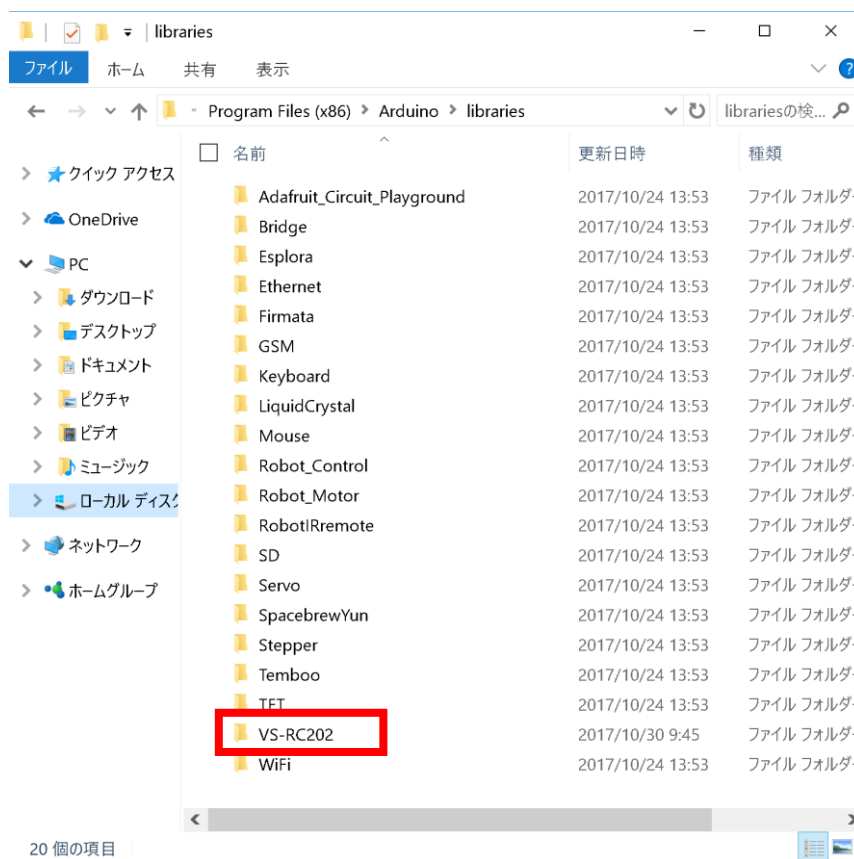 libraries
ファイル ホーム 共有 表示
Program Files (x86) > Arduino > libraries librariesの検...
名前 更新日時 種類
クイック アクセス
OneDrive
PC
ダウンロード
デスクトップ
ドキュメント
ピクチャ
ビデオ
ミュージック
ローカル ディスク
ネットワーク
ホームグループ
Adafruit_Circuit_Playground 2017/10/24 13:53 ファイル フォルダー
Bridge 2017/10/24 13:53 ファイル フォルダー
Esplora 2017/10/24 13:53 ファイル フォルダー
Ethernet 2017/10/24 13:53 ファイル フォルダー
Firmata 2017/10/24 13:53 ファイル フォルダー
GSM 2017/10/24 13:53 ファイル フォルダー
Keyboard 2017/10/24 13:53 ファイル フォルダー
LiquidCrystal 2017/10/24 13:53 ファイル フォルダー
Mouse 2017/10/24 13:53 ファイル フォルダー
Robot_Control 2017/10/24 13:53 ファイル フォルダー
Robot_Motor 2017/10/24 13:53 ファイル フォルダー
RobotIRremote 2017/10/24 13:53 ファイル フォルダー
SD 2017/10/24 13:53 ファイル フォルダー
Servo 2017/10/24 13:53 ファイル フォルダー
SpacebrewYun 2017/10/24 13:53 ファイル フォルダー
Stepper 2017/10/24 13:53 ファイル フォルダー
Temboo 2017/10/24 13:53 ファイル フォルダー
TFT 2017/10/24 13:53 ファイル フォルダー
VS-RC202 2017/10/30 9:45 ファイル フォルダー
WiFi 2017/10/24 13:53 ファイル フォルダー
20 個の項目